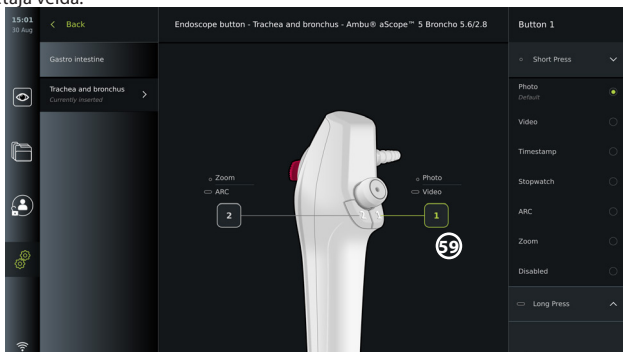 15:01
30 Aug
Back
Endoscope button - Trachea and bronchus - Ambu® aScope™ 5 Broncho 5.6/2.8
Button 1
Gastro intestine
Trachea and bronchus
Currently inserted
Short Press
Photo
Default
Video
Timestamp
Stopwatch
ARC
Zoom
Disabled
Long Press
Zoom
ARC
2
Photo
Video
1
2
1
59